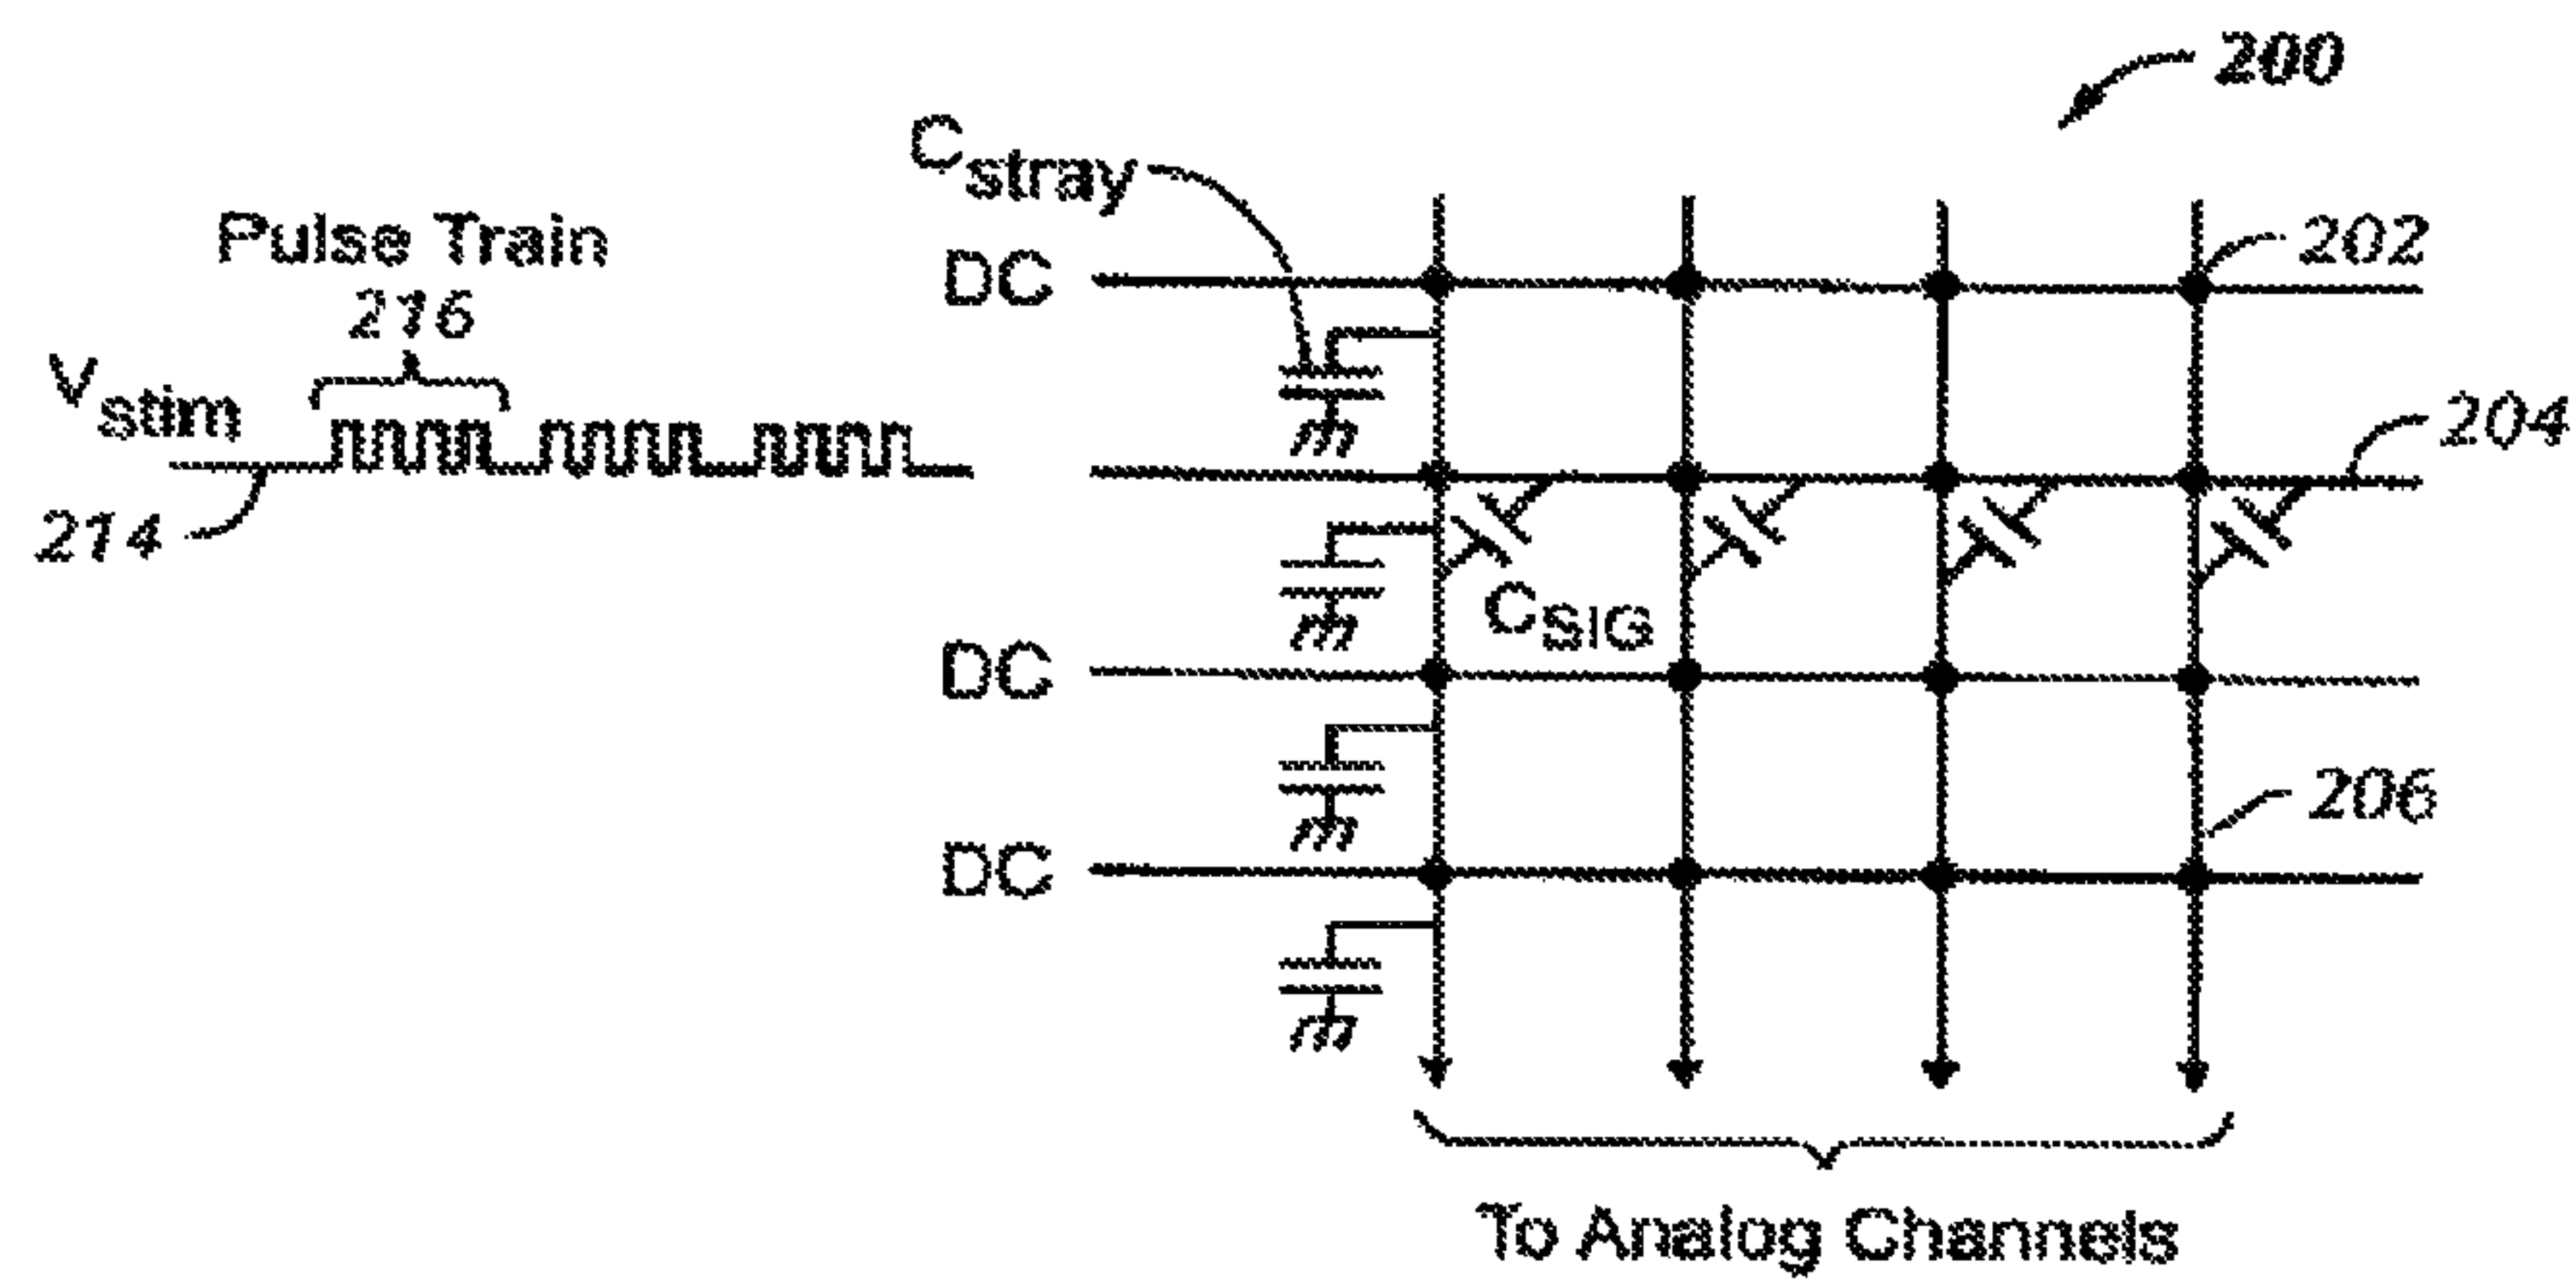 200
Cstray
Pulse Train
216
DC
202
Vstim
204
214
CSIG
DC
206
DC
To Analog Channels